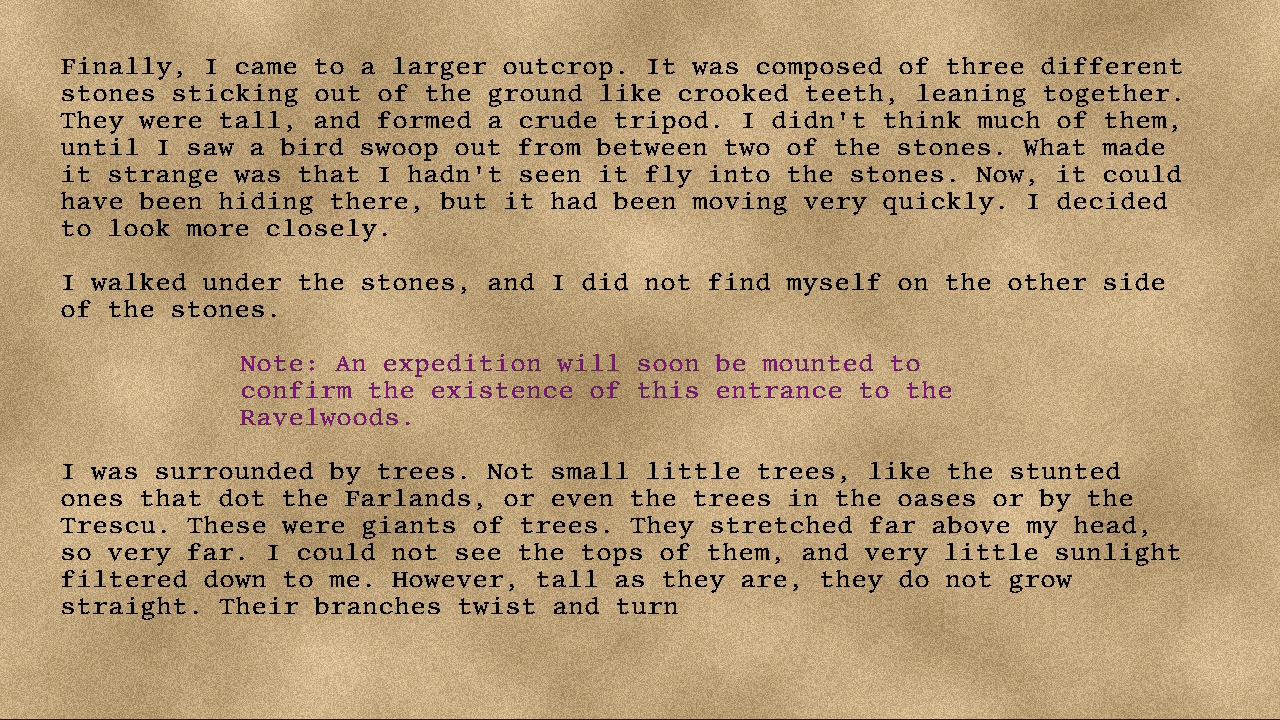 Finally, I came to a larger outcrop. It was composed of three different
stones sticking out of the ground like crooked teeth, leaning together.
They were tall, and formed a crude tripod. I didn't think much of them,
until I saw a bird swoop out from between two of the stones. What made
it strange was that I hadn't seen it fly into the stones. Now, it could
have been hiding there, but it had been moving very quickly. I decided
to look more closely.
I walked under the stones, and I did not find myself on the other side
of the stones.
Note: An expedition will soon be mounted to
confirm the existence of this entrance to the
Ravelwoods.
I was surrounded by trees. Not small little trees, like the stunted
ones that dot the Farlands, or even the trees in the oases or by the
Trescu. These were giants of trees. They stretched far above my head,
so very far. I could not see the tops of them, and very little sunlight
filtered down to me. However, tall as they are, they do not grow
straight. Their branches twist and turn